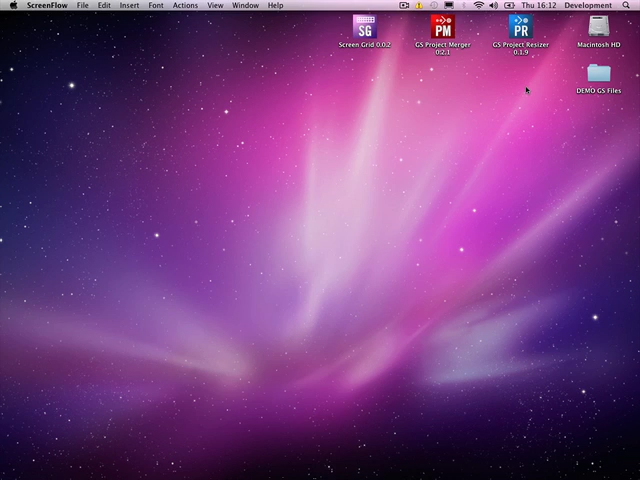 ScreenFlow File Edit Insert Font Actions View Window Help Thu 16:12 Development
SG
PM
PR
Screen Grid 0.0.2
GS Project Merger
0.2.1
GS Project Resizer
0.1.9
Macintosh HD
DEMO GS Files